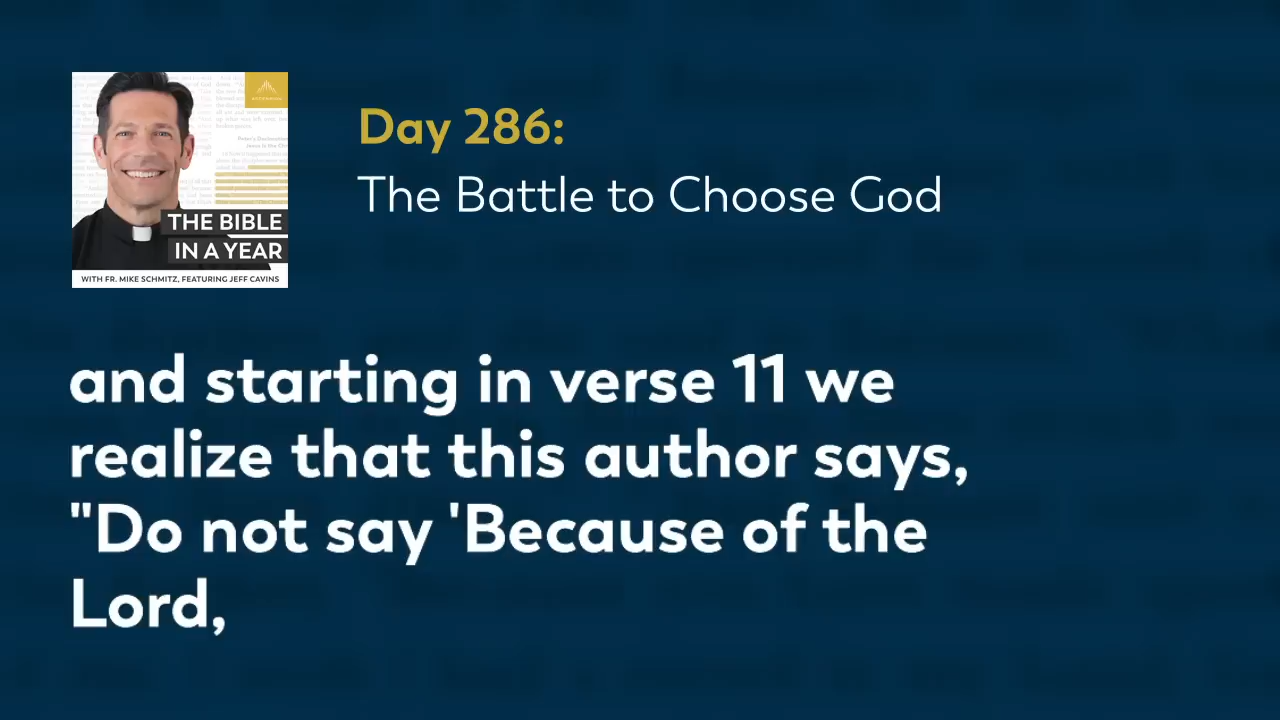 Day 286:
The Battle to Choose God
THE BIBLE
IN A YEAR
WITH FR. MIKE SCHMITZ, FEATURING JEFF CAVINS
and starting in verse 11 we
realize that this author says,
"Do not say 'Because of the
Lord,